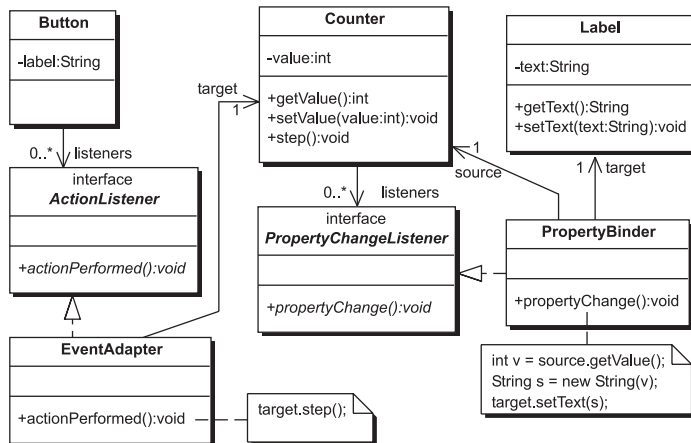 Button
-label:String
Counter
-value:int
+getValue():int
+setValue(value:int):void
+step():void
Label
-text:String
+getText():String
+setText(text:String):void
target
1
0..* listeners
1
source
1 target
interface
ActionListener
+actionPerformed():void
0..* listeners
interface
PropertyChangeListener
+propertyChange():void
PropertyBinder
+propertyChange():void
EventAdapter
+actionPerformed():void
target.step();
int v = source.getValue();
String s = new String(v);
target.setText(s);